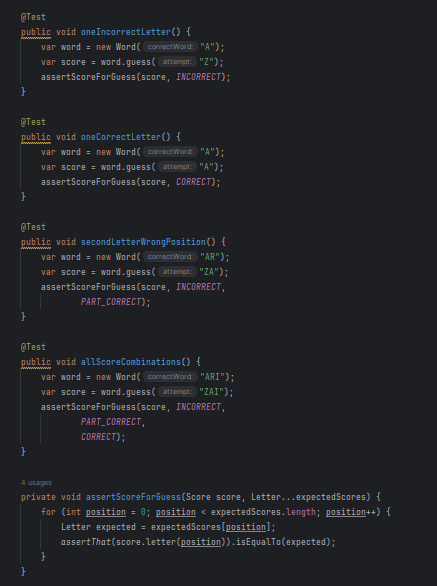 @Test
public void oneIncorrectLetter() {
    var word = new Word( correctWord: "A");
    var score = word.guess( attempt: "Z");
    assertScoreForGuess(score, INCORRECT);
}

@Test
public void oneCorrectLetter() {
    var word = new Word( correctWord: "A");
    var score = word.guess( attempt: "A");
    assertScoreForGuess(score, CORRECT);
}

@Test
public void secondLetterWrongPosition() {
    var word = new Word( correctWord: "AR");
    var score = word.guess( attempt: "ZA");
    assertScoreForGuess(score, INCORRECT,
            PART_CORRECT);
}

@Test
public void allScoreCombinations() {
    var word = new Word( correctWord: "ARI");
    var score = word.guess( attempt: "ZAI");
    assertScoreForGuess(score, INCORRECT,
            PART_CORRECT,
            CORRECT);
}

4 usages
private void assertScoreForGuess(Score score, Letter...expectedScores) {
    for (int position = 0; position < expectedScores.length; position++) {
        Letter expected = expectedScores[position];
        assertThat(score.letter(position)).isEqualTo(expected);
    }
}